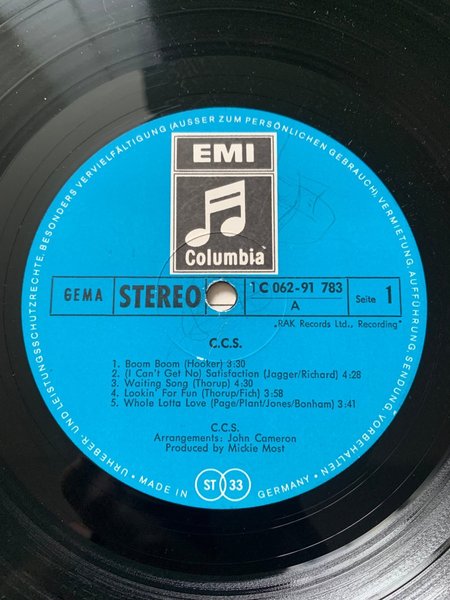 URHEBER- UND LEISTUNGSSCHUTZRECHTE, BESONDERS VERVIELFÄLTIGUNG (AUSSER ZUM PERSÖNLICHEN GEBRAUCH), VERMIETUNG, AUFFÜHRUNG, SENDUNG, VORBEHALTEN
EMI
Columbia
GEMA STEREO 1 C 062-91 783 A Seite 1
„RAK Records Ltd., Recording"
C.C.S.
1. Boom Boom (Hooker) 3:30
2. (I Can't Get No) Satisfaction (Jagger/Richard) 4:28
3. Waiting Song (Thorup) 4:30
4. Lookin' For Fun (Thorup/Fich) 3:58
5. Whole Lotta Love (Page/Plant/Jones/Bonham) 3:41
C.C.S.
Arrangements: John Cameron
Produced by Mickie Most
MADE IN ST 33 GERMANY